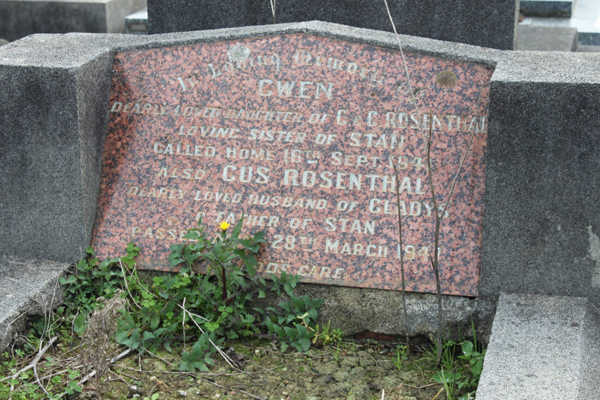 In Loving Memory of
GWEN
DEARLY LOVED DAUGHTER OF G & G ROSENTHAL
LOVING SISTER OF STAN
CALLED HOME 16TH SEPT. 194
ALSO GUS ROSENTHAL
DEARLY LOVED HUSBAND OF GLADYS
& FATHER OF STAN
PASSED 28TH MARCH 194
CARE